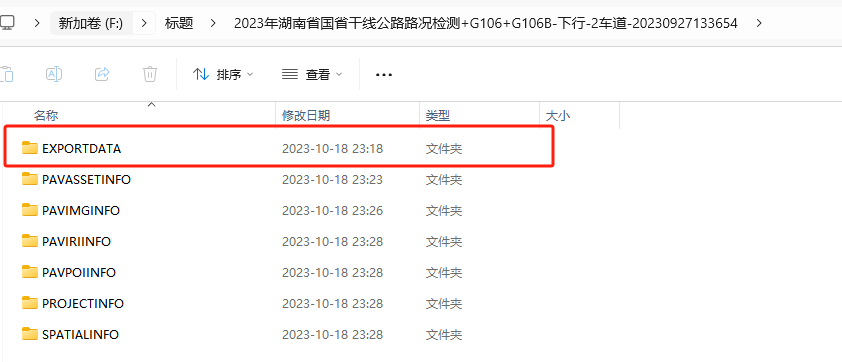 新加卷 (F:) > 标题 > 2023年湖南省国省干线公路路况检测+G106+G106B-下行-2车道-20230927133654 >
排序 查看 ...
名称 修改日期 类型 大小
EXPORTDATA 2023-10-18 23:18 文件夹
PAVASSETINFO 2023-10-18 23:23 文件夹
PAVIMGINFO 2023-10-18 23:26 文件夹
PAVIRIINFO 2023-10-18 23:28 文件夹
PAVPOIINFO 2023-10-18 23:28 文件夹
PROJECTINFO 2023-10-18 23:28 文件夹
SPATIALINFO 2023-10-18 23:28 文件夹